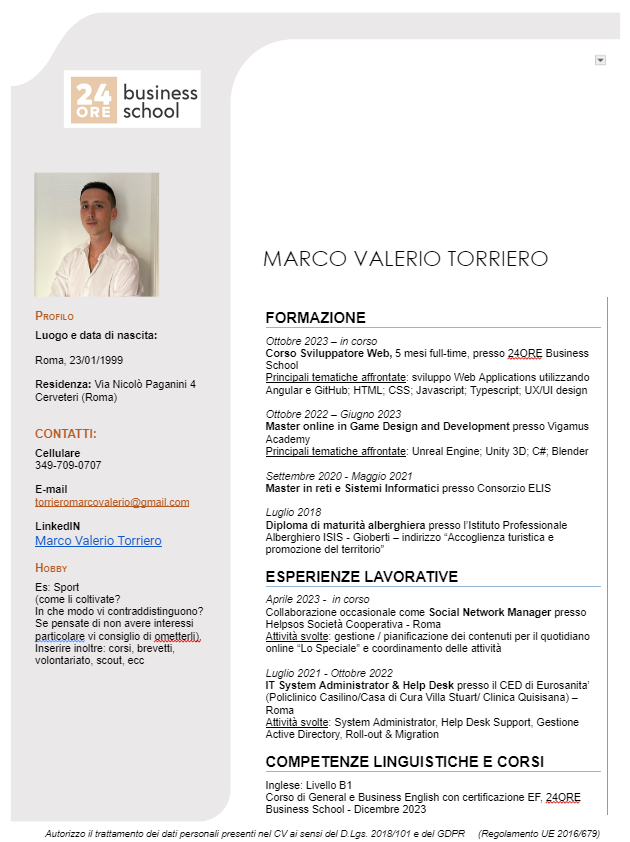 24
ORE
business
school
MARCO VALERIO TORRIERO
PROFILO
Luogo e data di nascita:
Roma, 23/01/1999
Residenza: Via Nicolò Paganini 4
Cerveteri (Roma)
CONTATTI:
Cellulare
349-709-0707
E-mail
torrieromarcovalerio@gmail.com
LinkedIN
Marco Valerio Torriero
HOBBY
Es: Sport
(come li coltivate?
In che modo vi contraddistinguono?
Se pensate di non avere interessi
particolare vi consiglio di ometterli),
Inserire inoltre: corsi, brevetti,
volontariato, scout, ecc
FORMAZIONE
Ottobre 2023 – in corso
Corso Sviluppatore Web, 5 mesi full-time, presso 24ORE Business
School
Principali tematiche affrontate: sviluppo Web Applications utilizzando
Angular e GitHub; HTML; CSS; Javascript; Typescript; UX/UI design
Ottobre 2022 – Giugno 2023
Master online in Game Design and Development presso Vigamus
Academy
Principali tematiche affrontate: Unreal Engine; Unity 3D; C#; Blender
Settembre 2020 - Maggio 2021
Master in reti e Sistemi Informatici presso Consorzio ELIS
Luglio 2018
Diploma di maturità alberghiera presso l’Istituto Professionale
Alberghiero ISIS - Gioberti – indirizzo “Accoglienza turistica e
promozione del territorio”
ESPERIENZE LAVORATIVE
Aprile 2023 - in corso
Collaborazione occasionale come Social Network Manager presso
Helpsos Società Cooperativa - Roma
Attività svolte: gestione / pianificazione dei contenuti per il quotidiano
online “Lo Speciale” e coordinamento delle attività
Luglio 2021 - Ottobre 2022
IT System Administrator & Help Desk presso il CED di Eurosanita’
(Policlinico Casilino/Casa di Cura Villa Stuart/ Clinica Quisisana) –
Roma
Attività svolte: System Administrator, Help Desk Support, Gestione
Active Directory, Roll-out & Migration
COMPETENZE LINGUISTICHE E CORSI
Inglese: Livello B1
Corso di General e Business English con certificazione EF, 24ORE
Business School - Dicembre 2023
Autorizzo il trattamento dei dati personali presenti nel CV ai sensi del D.Lgs. 2018/101 e del GDPR (Regolamento UE 2016/679)